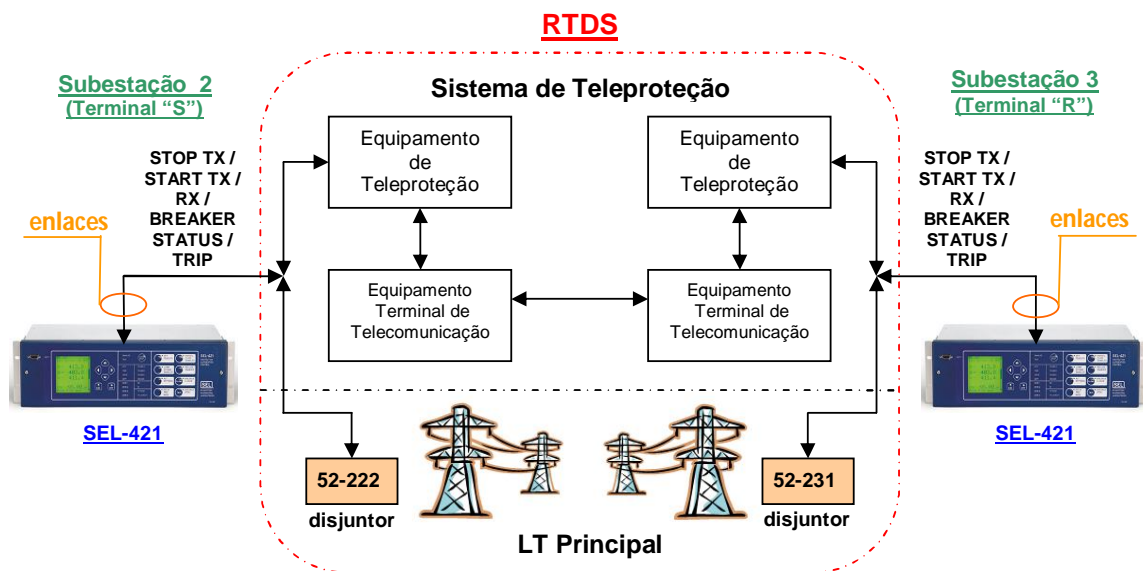 RTDS
Sistema de Teleproteção
Subestação 2
(Terminal “S”)
STOP TX /
START TX /
RX /
BREAKER
STATUS /
TRIP
enlaces
SEL-421
Equipamento
de
Teleproteção
Equipamento
de
Teleproteção
Equipamento
Terminal de
Telecomunicação
Equipamento
Terminal de
Telecomunicação
Subestação 3
(Terminal “R”)
STOP TX /
START TX /
RX /
BREAKER
STATUS /
TRIP
enlaces
SEL-421
52-222
disjuntor
52-231
disjuntor
LT Principal